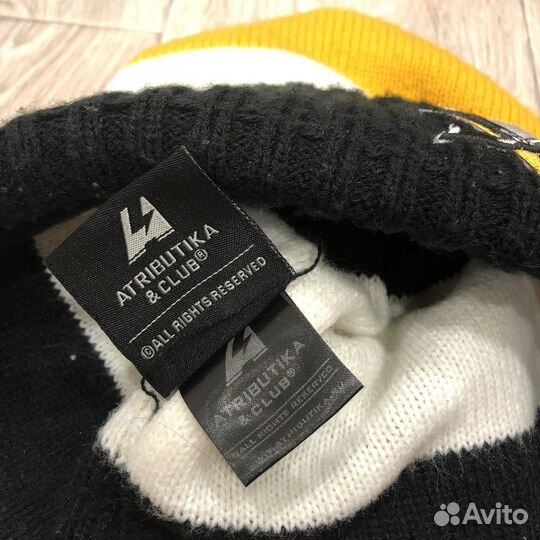 ATRIBUTIKA
& CLUB®
©ALL RIGHTS RESERVED
ATRIBUTIKA
& CLUB®
ALL RIGHTS RESERVED
Avito